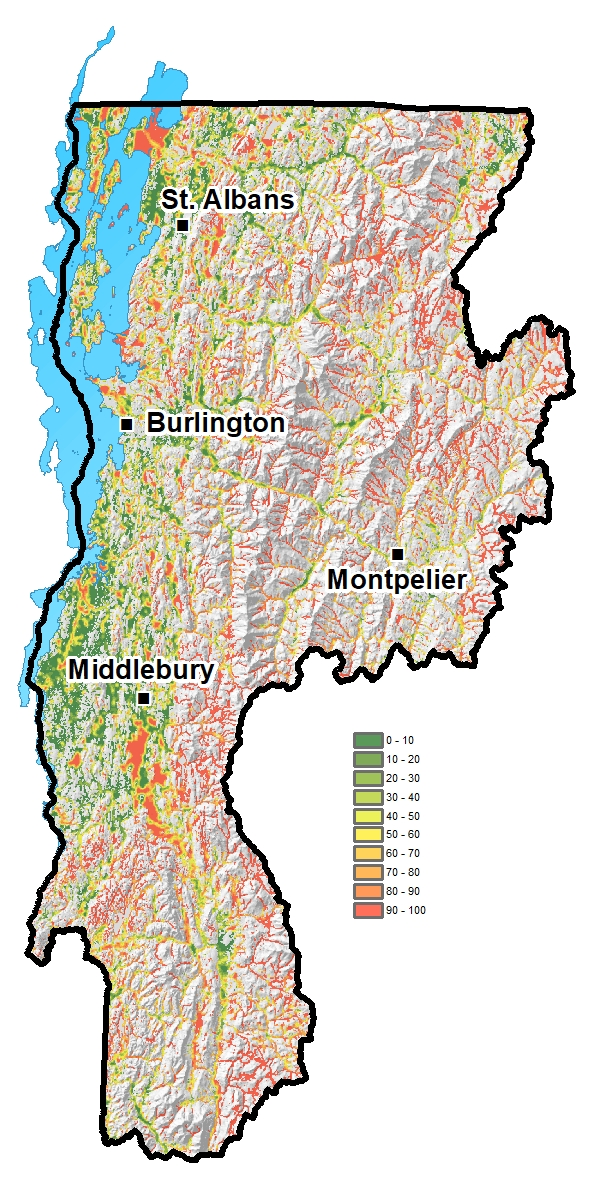 St. Albans
Burlington
Montpelier
Middlebury
0 - 10
10 - 20
20 - 30
30 - 40
40 - 50
50 - 60
60 - 70
70 - 80
80 - 90
90 - 100